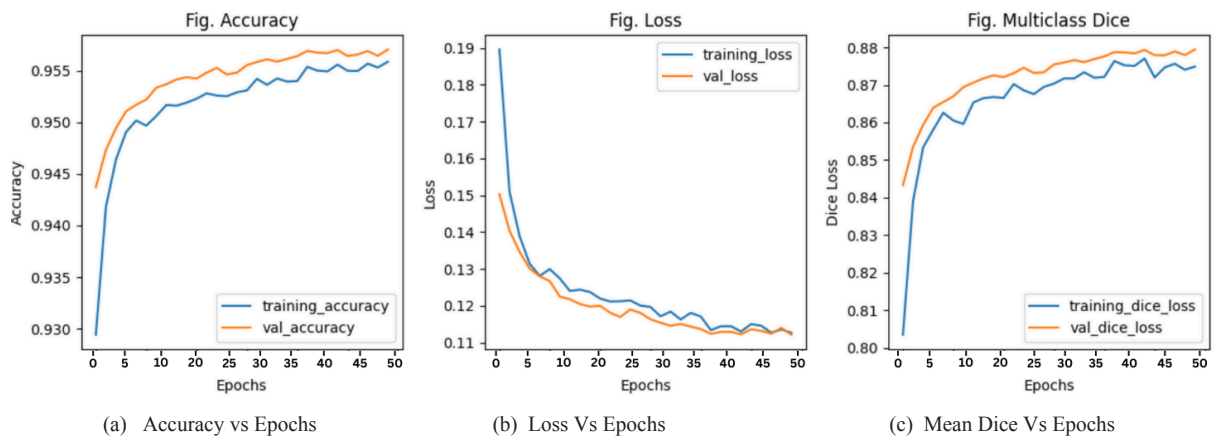 Fig. Accuracy
0.955
0.950
0.945
0.940
0.935
0.930
Accuracy
training_accuracy
val_accuracy
0 5 10 15 20 25 30 35 40 45 50
Epochs
(a) Accuracy vs Epochs
Fig. Loss
0.19
0.18
0.17
0.16
0.15
0.14
0.13
0.12
0.11
Loss
training_loss
val_loss
0 5 10 15 20 25 30 35 40 45 50
Epochs
(b) Loss Vs Epochs
Fig. Multiclass Dice
0.88
0.87
0.86
0.85
0.84
0.83
0.82
0.81
0.80
Dice Loss
training_dice_loss
val_dice_loss
0 5 10 15 20 25 30 35 40 45 50
Epochs
(c) Mean Dice Vs Epochs